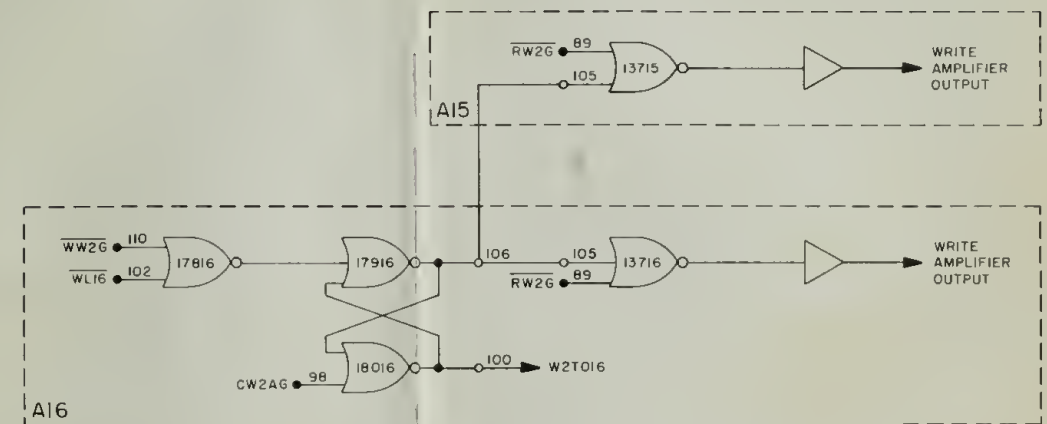 RW2G 89
105
13715
WRITE
AMPLIFIER
OUTPUT
A15
WW2G 110
WL16 102
17816
17916
106
105
RW2G 89
13716
WRITE
AMPLIFIER
OUTPUT
CW2AG 98
18016
100
W2T016
A16